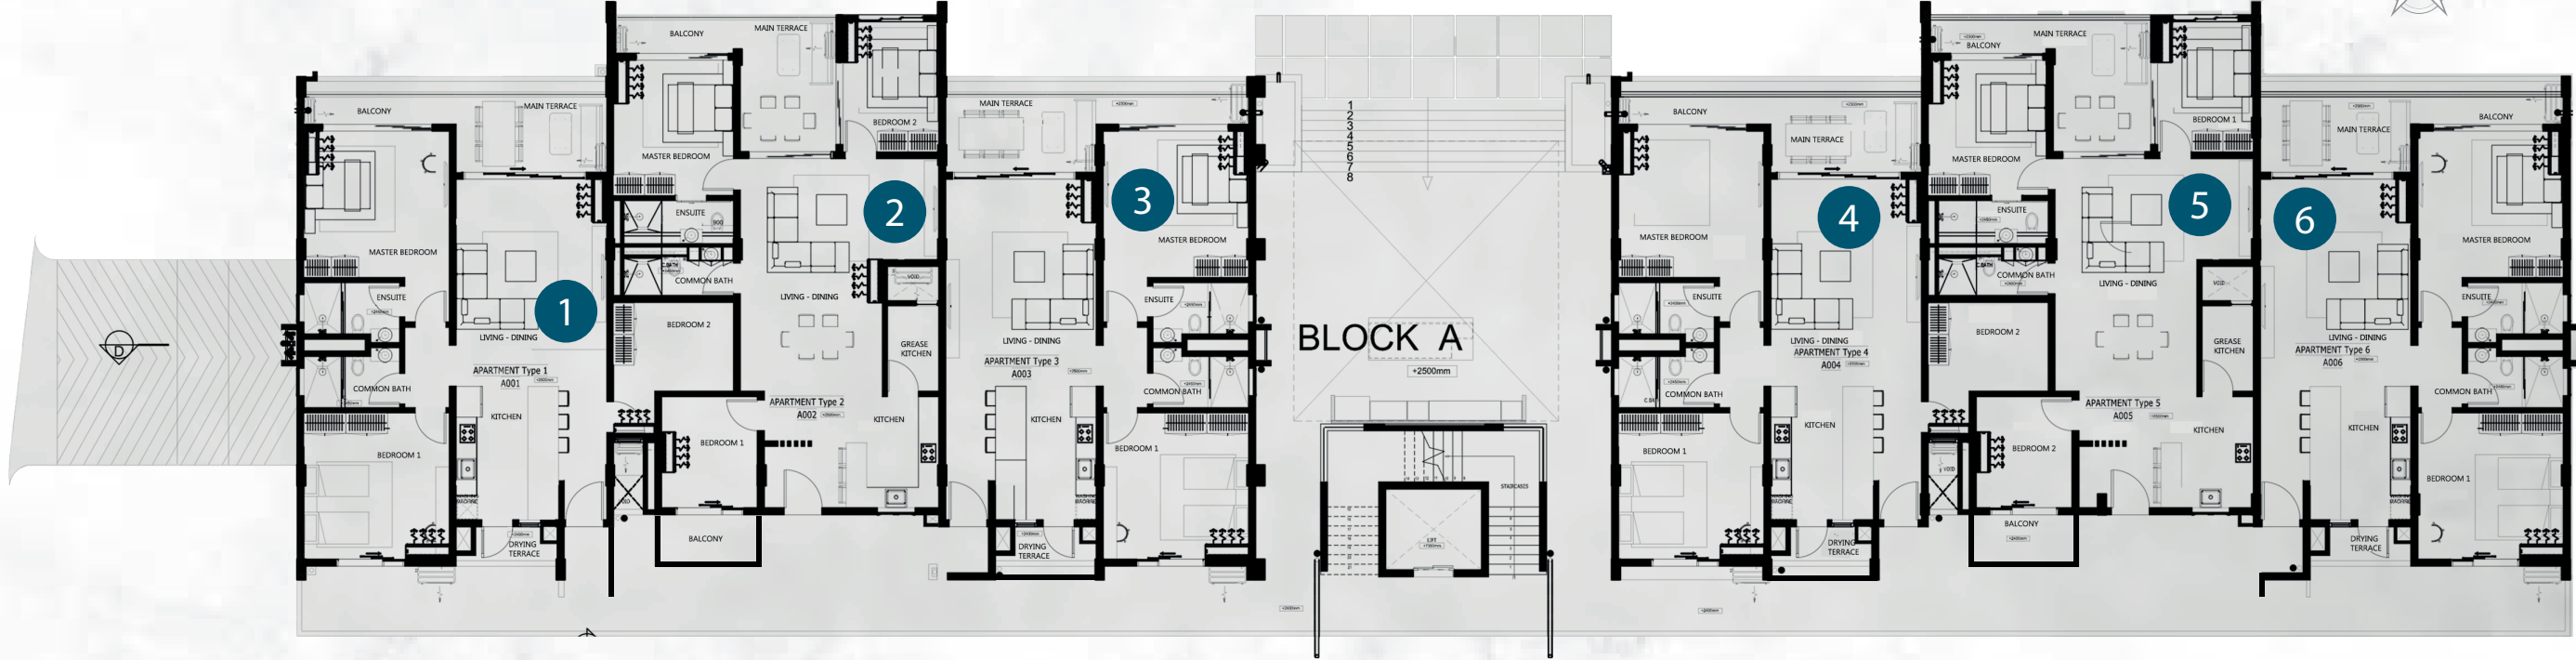 BALCONY
MAIN TERRACE
MASTER BEDROOM
ENSUITE
COMMON BATH
BEDROOM 1
LIVING - DINING
1
APARTMENT Type 1
A001
KITCHEN
DRYING
TERRACE
D
BALCONY
MAIN TERRACE
BEDROOM 2
MASTER BEDROOM
2
ENSUITE
900
COMMON BATH
VOID
LIVING - DINING
BEDROOM 2
GREASE
KITCHEN
APARTMENT Type 2
A002
KITCHEN
BEDROOM 1
BALCONY
MAIN TERRACE
3
MASTER BEDROOM
ENSUITE
LIVING - DINING
APARTMENT Type 3
A003
COMMON BATH
KITCHEN
BEDROOM 1
DRYING
TERRACE
1
2
3
4
5
6
7
8
BLOCK A
+2500mm
STAIRCASES
LIFT
BALCONY
MAIN TERRACE
4
MASTER BEDROOM
ENSUITE
LIVING - DINING
APARTMENT Type 4
A004
COMMON BATH
KITCHEN
BEDROOM 1
DRYING
TERRACE
MAIN TERRACE
BALCONY
BEDROOM 1
MASTER BEDROOM
5
ENSUITE
COMMON BATH
LIVING - DINING
VOID
BEDROOM 2
GREASE
KITCHEN
APARTMENT Type 5
A005
KITCHEN
BEDROOM 2
VOID
BALCONY
MAIN TERRACE
BALCONY
6
MASTER BEDROOM
ENSUITE
LIVING - DINING
APARTMENT Type 6
A006
COMMON BATH
KITCHEN
BEDROOM 1
DRYING
TERRACE